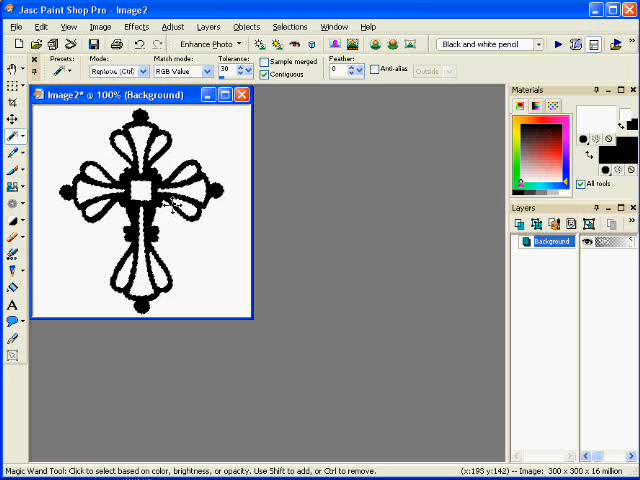 Jasc Paint Shop Pro - Image2
File Edit View Image Effects Adjust Layers Objects Selections Window Help
Enhance Photo
Black and white pencil
Presets: Mode: Match mode: Tolerance: Sample merged Feather:
Replace (Ctrl) RGB Value 30 Contiguous 0 Anti-alias Outside
Image2* @ 100% (Background)
Materials
All tools
Layers
Background
Magic Wand Tool: Click to select based on color, brightness, or opacity. Use Shift to add, or Ctrl to remove.
(x:193 y:142) -- Image: 300 x 300 x 16 million